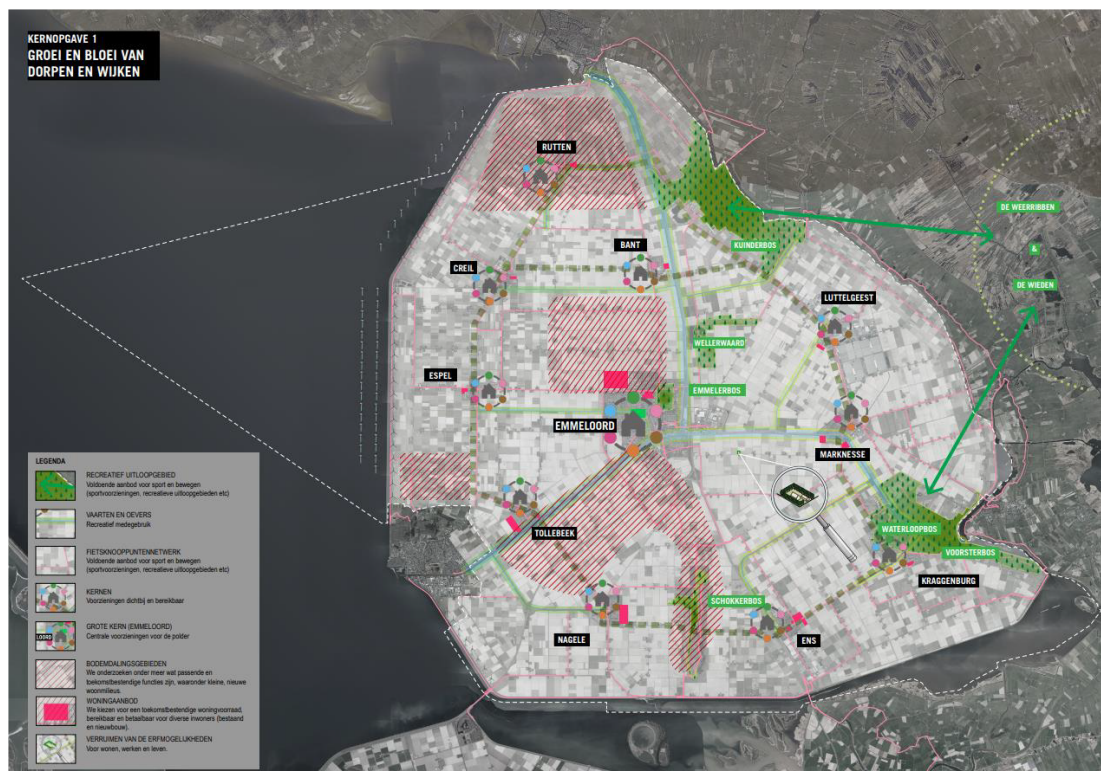 KERNOPGAVE 1
GROEI EN BLOEI VAN
DORPEN EN WIJKEN
RUTTEN
DE WEERRIBBEN
&
DE WIEDEN
KUINDERBOS
BANT
CREIL
LUTTELGEEST
WELLERWAARD
ESPEL
EMMELERBOS
EMMELOORD
MARKNESSE
WATERLOOPBOS
TOLLEBEEK
VOORSTERBOS
KRAGGENBURG
SCHOKKERBOS
NAGELE
ENS
LEGENDA
RECREATIEF UITLOOPGEBIED
Voldoende aanbod voor sport en bewegen
(sportvoorzieningen, recreatieve uitloopgebieden etc)
VAARTEN EN OEVERS
Recreatief medegebruik
FIETSKNOOPPUNTENNETWERK
Voldoende aanbod voor sport en bewegen
(sportvoorzieningen, recreatieve uitloopgebieden etc)
KERNEN
Voorzieningen dichtbij en bereikbaar
LOORD
GROTE KERN (EMMELOORD)
Centrale voorzieningen voor de polder
BODEMDALINGSGEBIEDEN
We onderzoeken onder meer wat passende en
toekomstbestendige functies zijn, waaronder kleine, nieuwe
woonmilieus.
WONINGAANBOD
We kiezen voor een toekomstbestendige woningvoorraad,
bereikbaar en betaalbaar voor diverse inwoners (bestaand
en nieuwbouw).
VERRUIMEN VAN DE ERFMOGELIJKHEDEN
Voor wonen, werken en leven.